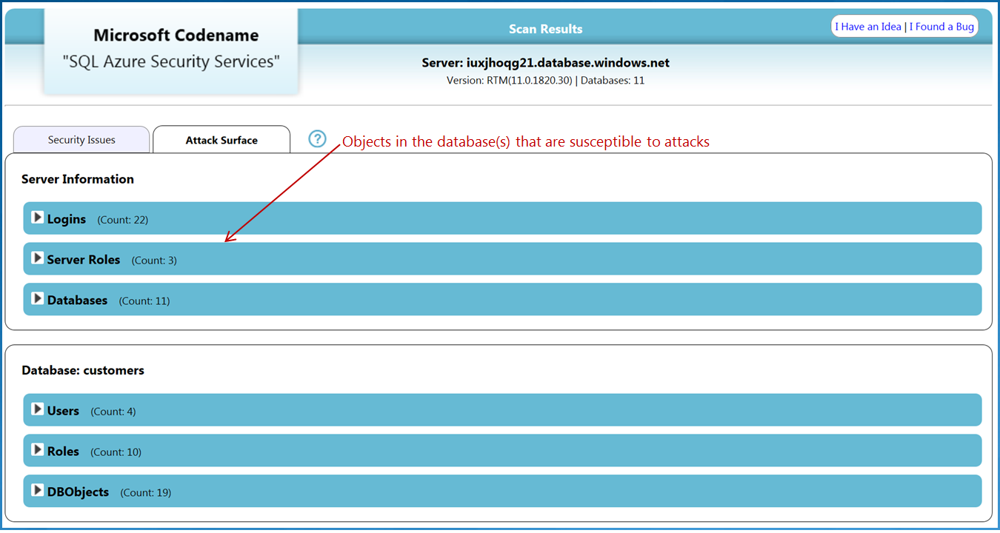 Microsoft Codename
"SQL Azure Security Services"
Scan Results
I Have an Idea | I Found a Bug
Server: iuxjhoqg21.database.windows.net
Version: RTM(11.0.1820.30) | Databases: 11
Security Issues
Attack Surface
?
Objects in the database(s) that are susceptible to attacks
Server Information
Logins (Count: 22)
Server Roles (Count: 3)
Databases (Count: 11)
Database: customers
Users (Count: 4)
Roles (Count: 10)
DBObjects (Count: 19)